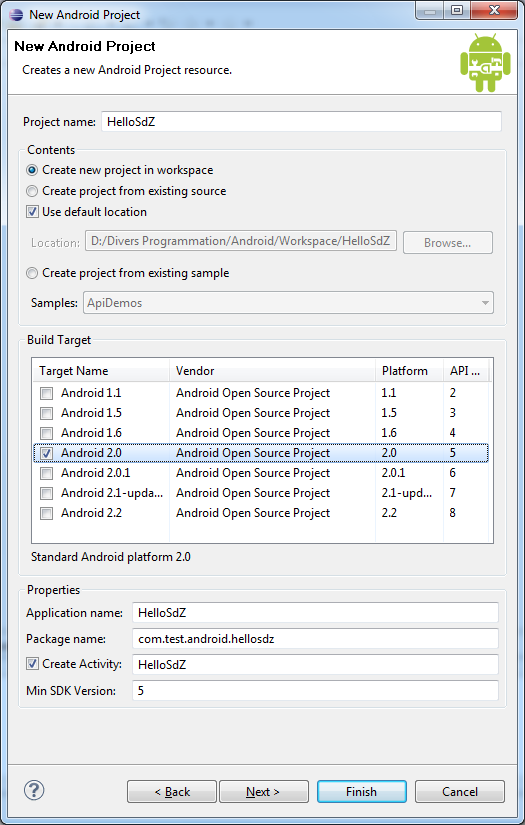 New Android Project
New Android Project
Creates a new Android Project resource.
Project name: HelloSdZ
Contents
Create new project in workspace
Create project from existing source
Use default location
Location: D:/Divers Programmation/Android/Workspace/HelloSdZ Browse...
Create project from existing sample
Samples: ApiDemos
Build Target
Target Name Vendor Platform API ...
Android 1.1 Android Open Source Project 1.1 2
Android 1.5 Android Open Source Project 1.5 3
Android 1.6 Android Open Source Project 1.6 4
Android 2.0 Android Open Source Project 2.0 5
Android 2.0.1 Android Open Source Project 2.0.1 6
Android 2.1-upda... Android Open Source Project 2.1-upd... 7
Android 2.2 Android Open Source Project 2.2 8
Standard Android platform 2.0
Properties
Application name: HelloSdZ
Package name: com.test.android.hellosdz
Create Activity: HelloSdZ
Min SDK Version: 5
? < Back Next > Finish Cancel